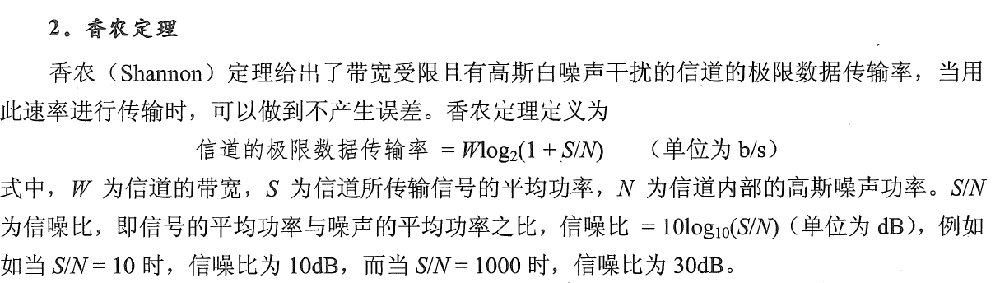 2。香农定理
香农（Shannon）定理给出了带宽受限且有高斯白噪声干扰的信道的极限数据传输率，当用
此速率进行传输时，可以做到不产生误差。香农定理定义为
信道的极限数据传输率 = Wlog₂(1 + S/N) （单位为 b/s）
式中，W 为信道的带宽，S 为信道所传输信号的平均功率，N 为信道内部的高斯噪声功率。S/N
为信噪比，即信号的平均功率与噪声的平均功率之比，信噪比 = 10log₁₀(S/N)（单位为 dB），例如
如当 S/N = 10 时，信噪比为 10dB，而当 S/N = 1000 时，信噪比为 30dB。